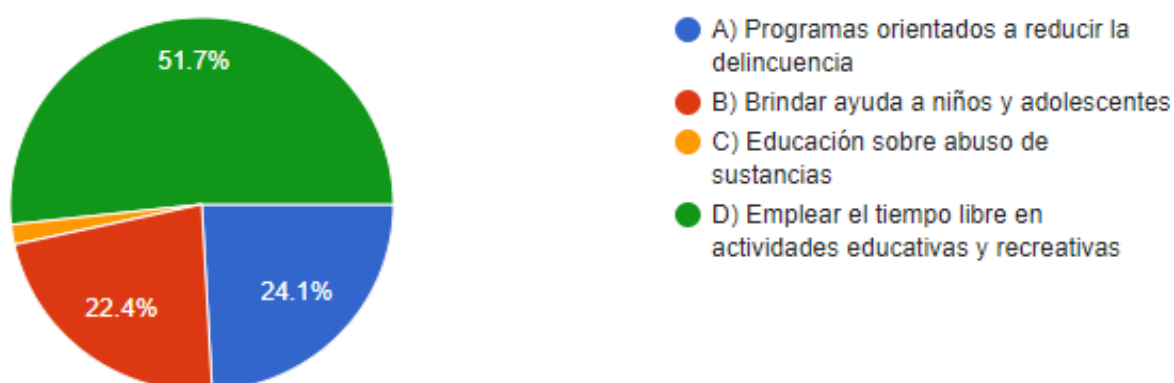 51.7%
24.1%
22.4%
A) Programas orientados a reducir la
delincuencia
B) Brindar ayuda a niños y adolescentes
C) Educación sobre abuso de
sustancias
D) Emplear el tiempo libre en
actividades educativas y recreativas